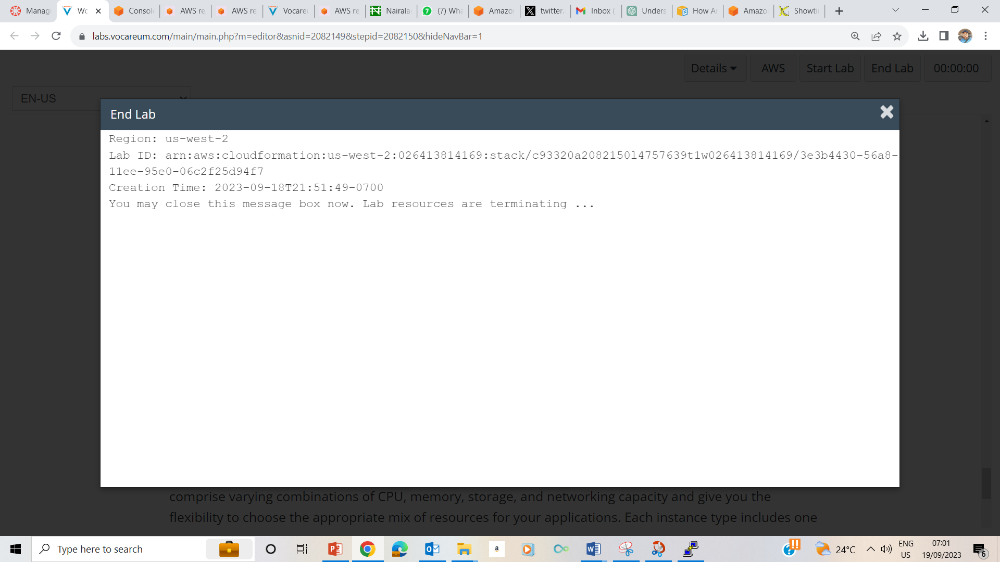 Manag
Wo
Consol
AWS re
AWS re
Vocare
AWS re
Nairala
(7) Wha
Amazo
twitter.
Inbox (
Unders
How A
Amazo
Showti
labs.vocareum.com/main/main.php?m=editor&asnid=2082149&stepid=2082150&hideNavBar=1
Details
AWS
Start Lab
End Lab
00:00:00
EN-US
End Lab
Region: us-west-2
Lab ID: arn:aws:cloudformation:us-west-2:026413814169:stack/c93320a2082150l4757639t1w026413814169/3e3b4430-56a8-
11ee-95e0-06c2f25d94f7
Creation Time: 2023-09-18T21:51:49-0700
You may close this message box now. Lab resources are terminating ...
comprise varying combinations of CPU, memory, storage, and networking capacity and give you the
flexibility to choose the appropriate mix of resources for your applications. Each instance type includes one
Type here to search
24°C
ENG
US
07:01
19/09/2023
6